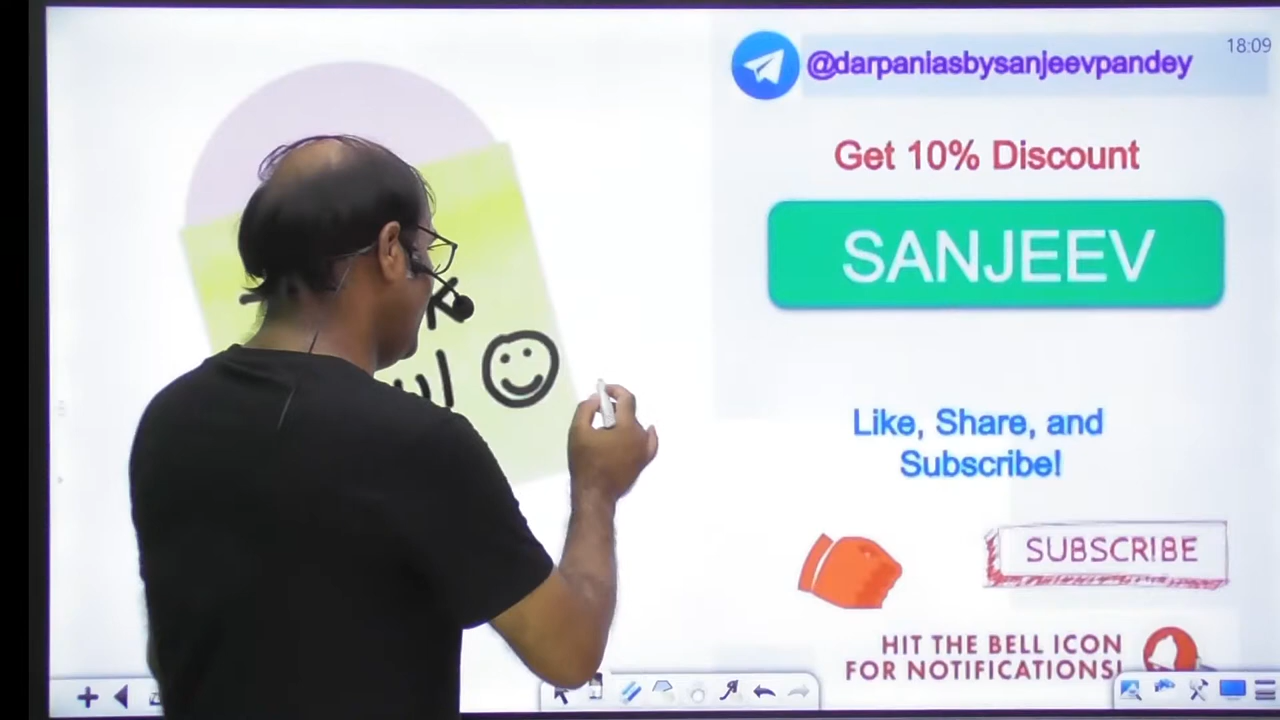 @darpaniasbysanjeevpandey
18:09
Get 10% Discount
SANJEEV
Like, Share, and
Subscribe!
SUBSCRIBE
HIT THE BELL ICON
FOR NOTIFICATIONS!